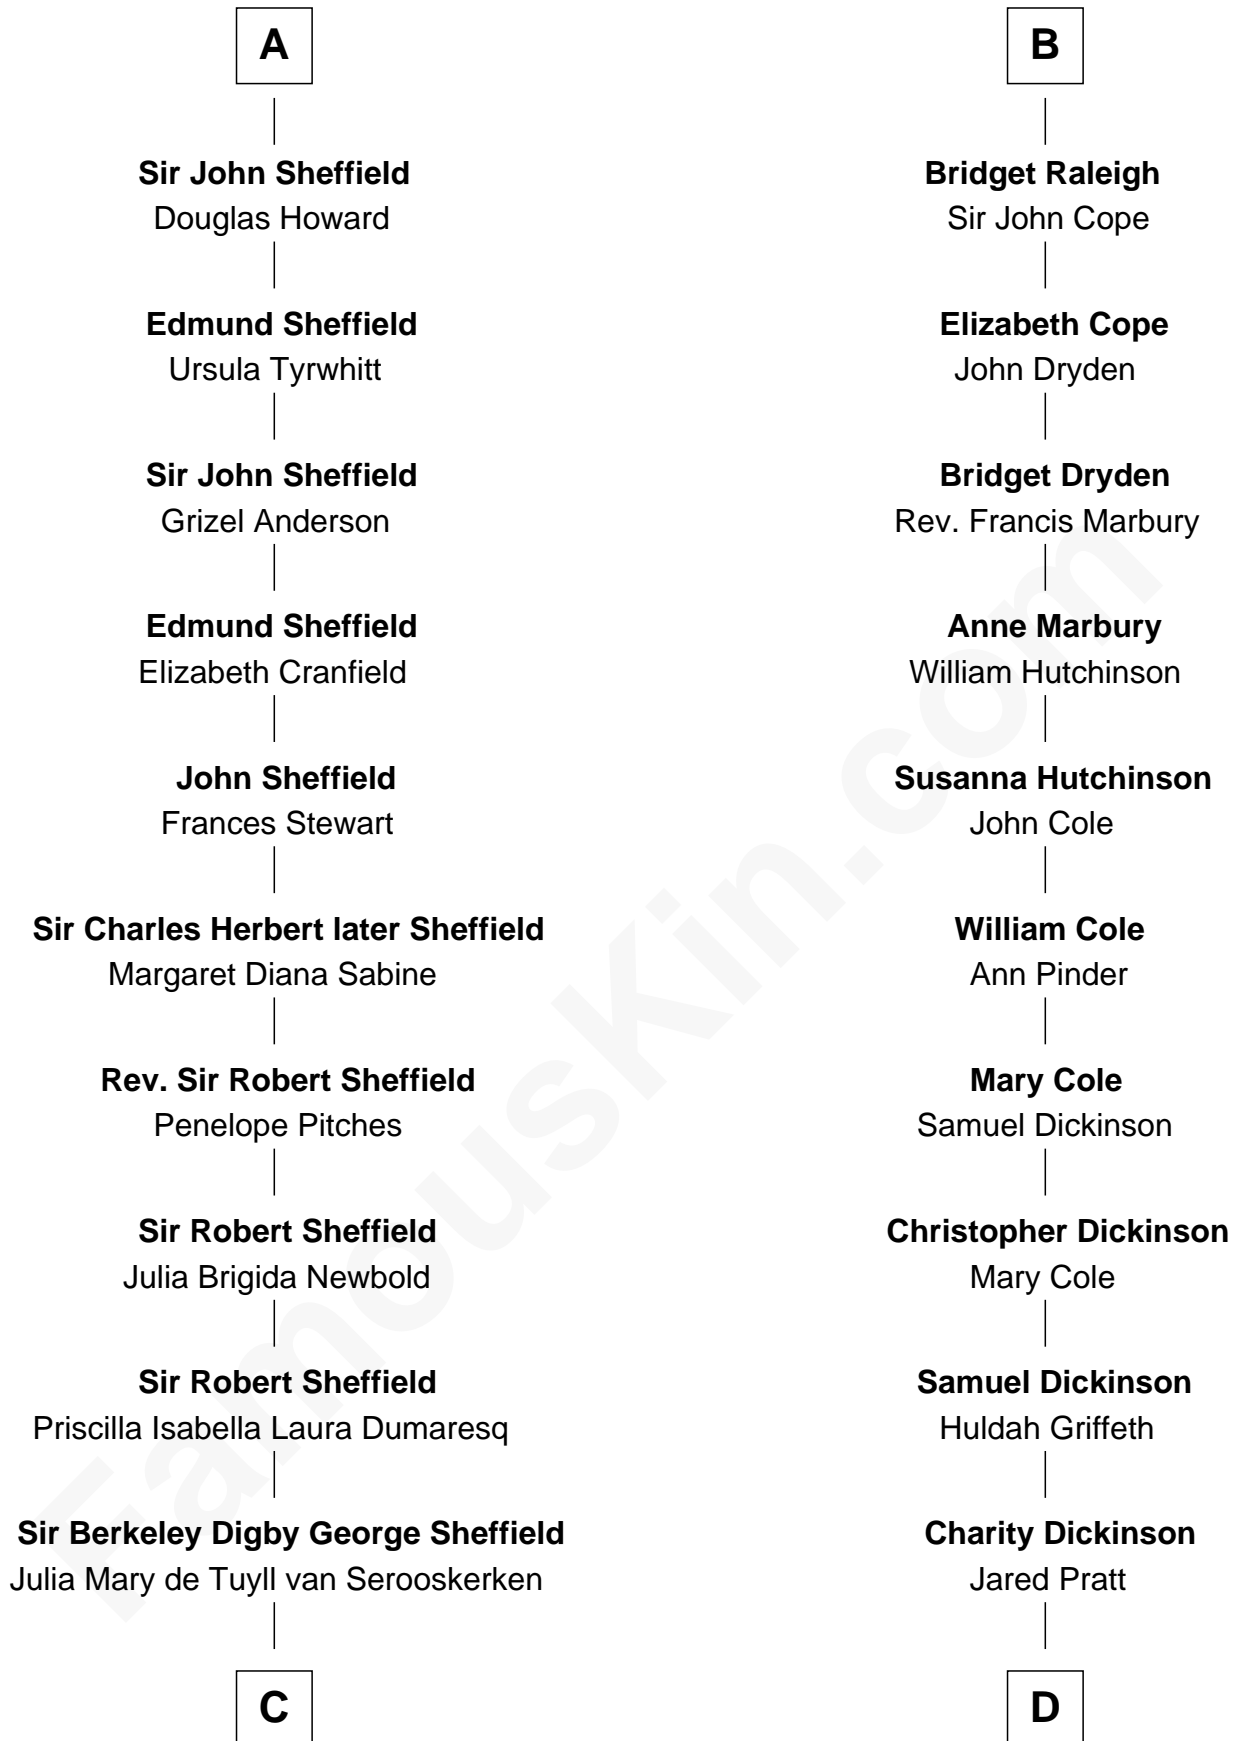 A
Sir John Sheffield
Douglas Howard
Edmund Sheffield
Ursula Tyrwhitt
Sir John Sheffield
Grizel Anderson
Edmund Sheffield
Elizabeth Cranfield
John Sheffield
Frances Stewart
Sir Charles Herbert later Sheffield
Margaret Diana Sabine
Rev. Sir Robert Sheffield
Penelope Pitches
Sir Robert Sheffield
Julia Brigida Newbold
Sir Robert Sheffield
Priscilla Isabella Laura Dumaresq
Sir Berkeley Digby George Sheffield
Julia Mary de Tuyll van Serooskerken
C
B
Bridget Raleigh
Sir John Cope
Elizabeth Cope
John Dryden
Bridget Dryden
Rev. Francis Marbury
Anne Marbury
William Hutchinson
Susanna Hutchinson
John Cole
William Cole
Ann Pinder
Mary Cole
Samuel Dickinson
Christopher Dickinson
Mary Cole
Samuel Dickinson
Huldah Griffeth
Charity Dickinson
Jared Pratt
D
FamousKin.com